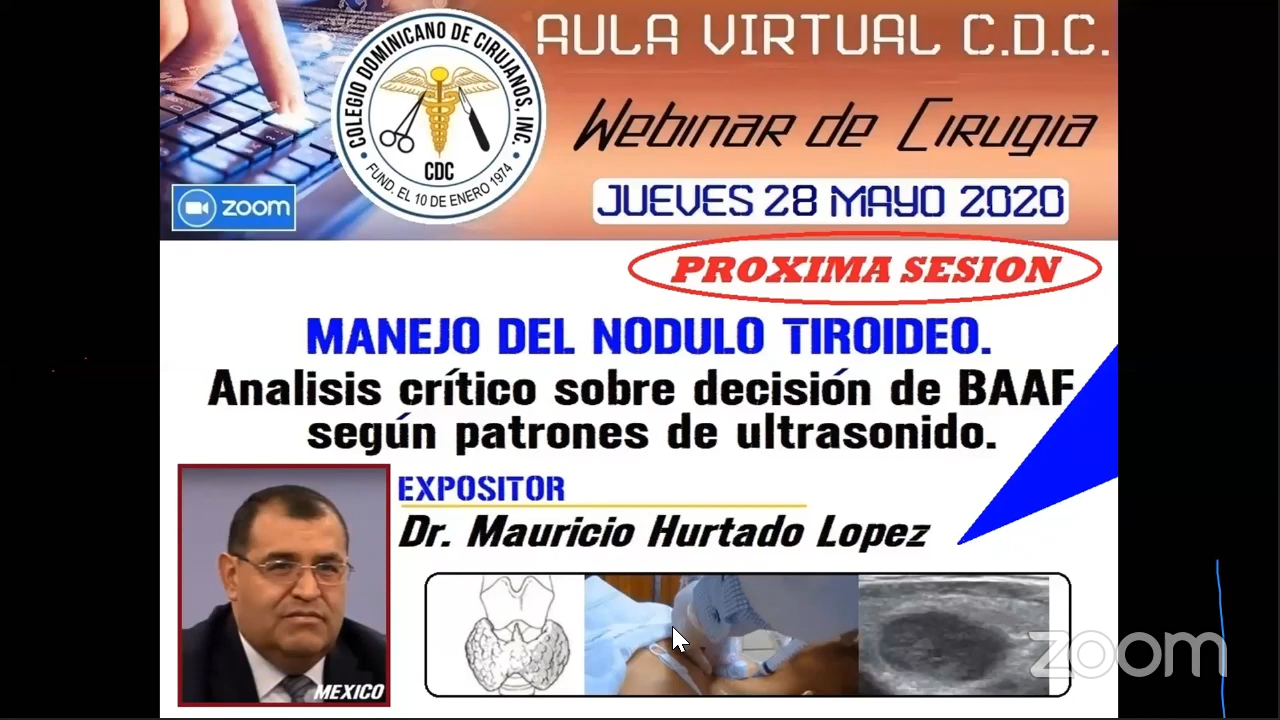 AULA VIRTUAL C.D.C.
COLEGIO DOMINICANO DE CIRUJANOS, INC.
CDC
FUND. EL 10 DE ENERO 1974
Webinar de Cirugia
zoom
JUEVES 28 MAYO 2020
PROXIMA SESION
MANEJO DEL NODULO TIROIDEO.
Analisis crítico sobre decisión de BAAF
según patrones de ultrasonido.
EXPOSITOR
Dr. Mauricio Hurtado Lopez
MEXICO
zoom